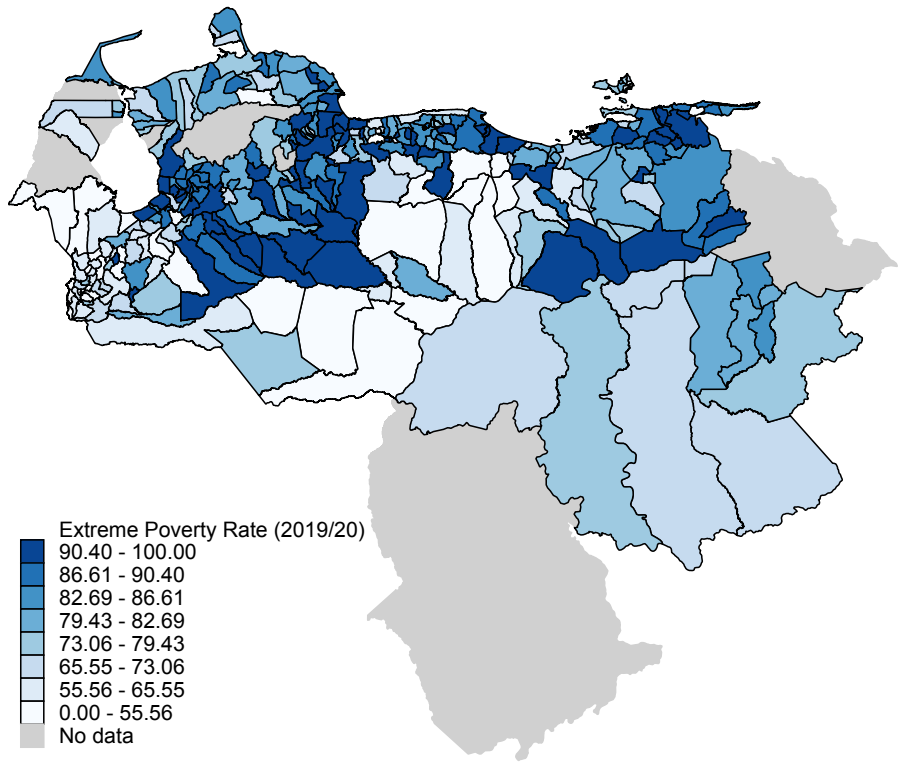 Extreme Poverty Rate (2019/20)
90.40 - 100.00
86.61 - 90.40
82.69 - 86.61
79.43 - 82.69
73.06 - 79.43
65.55 - 73.06
55.56 - 65.55
0.00 - 55.56
No data